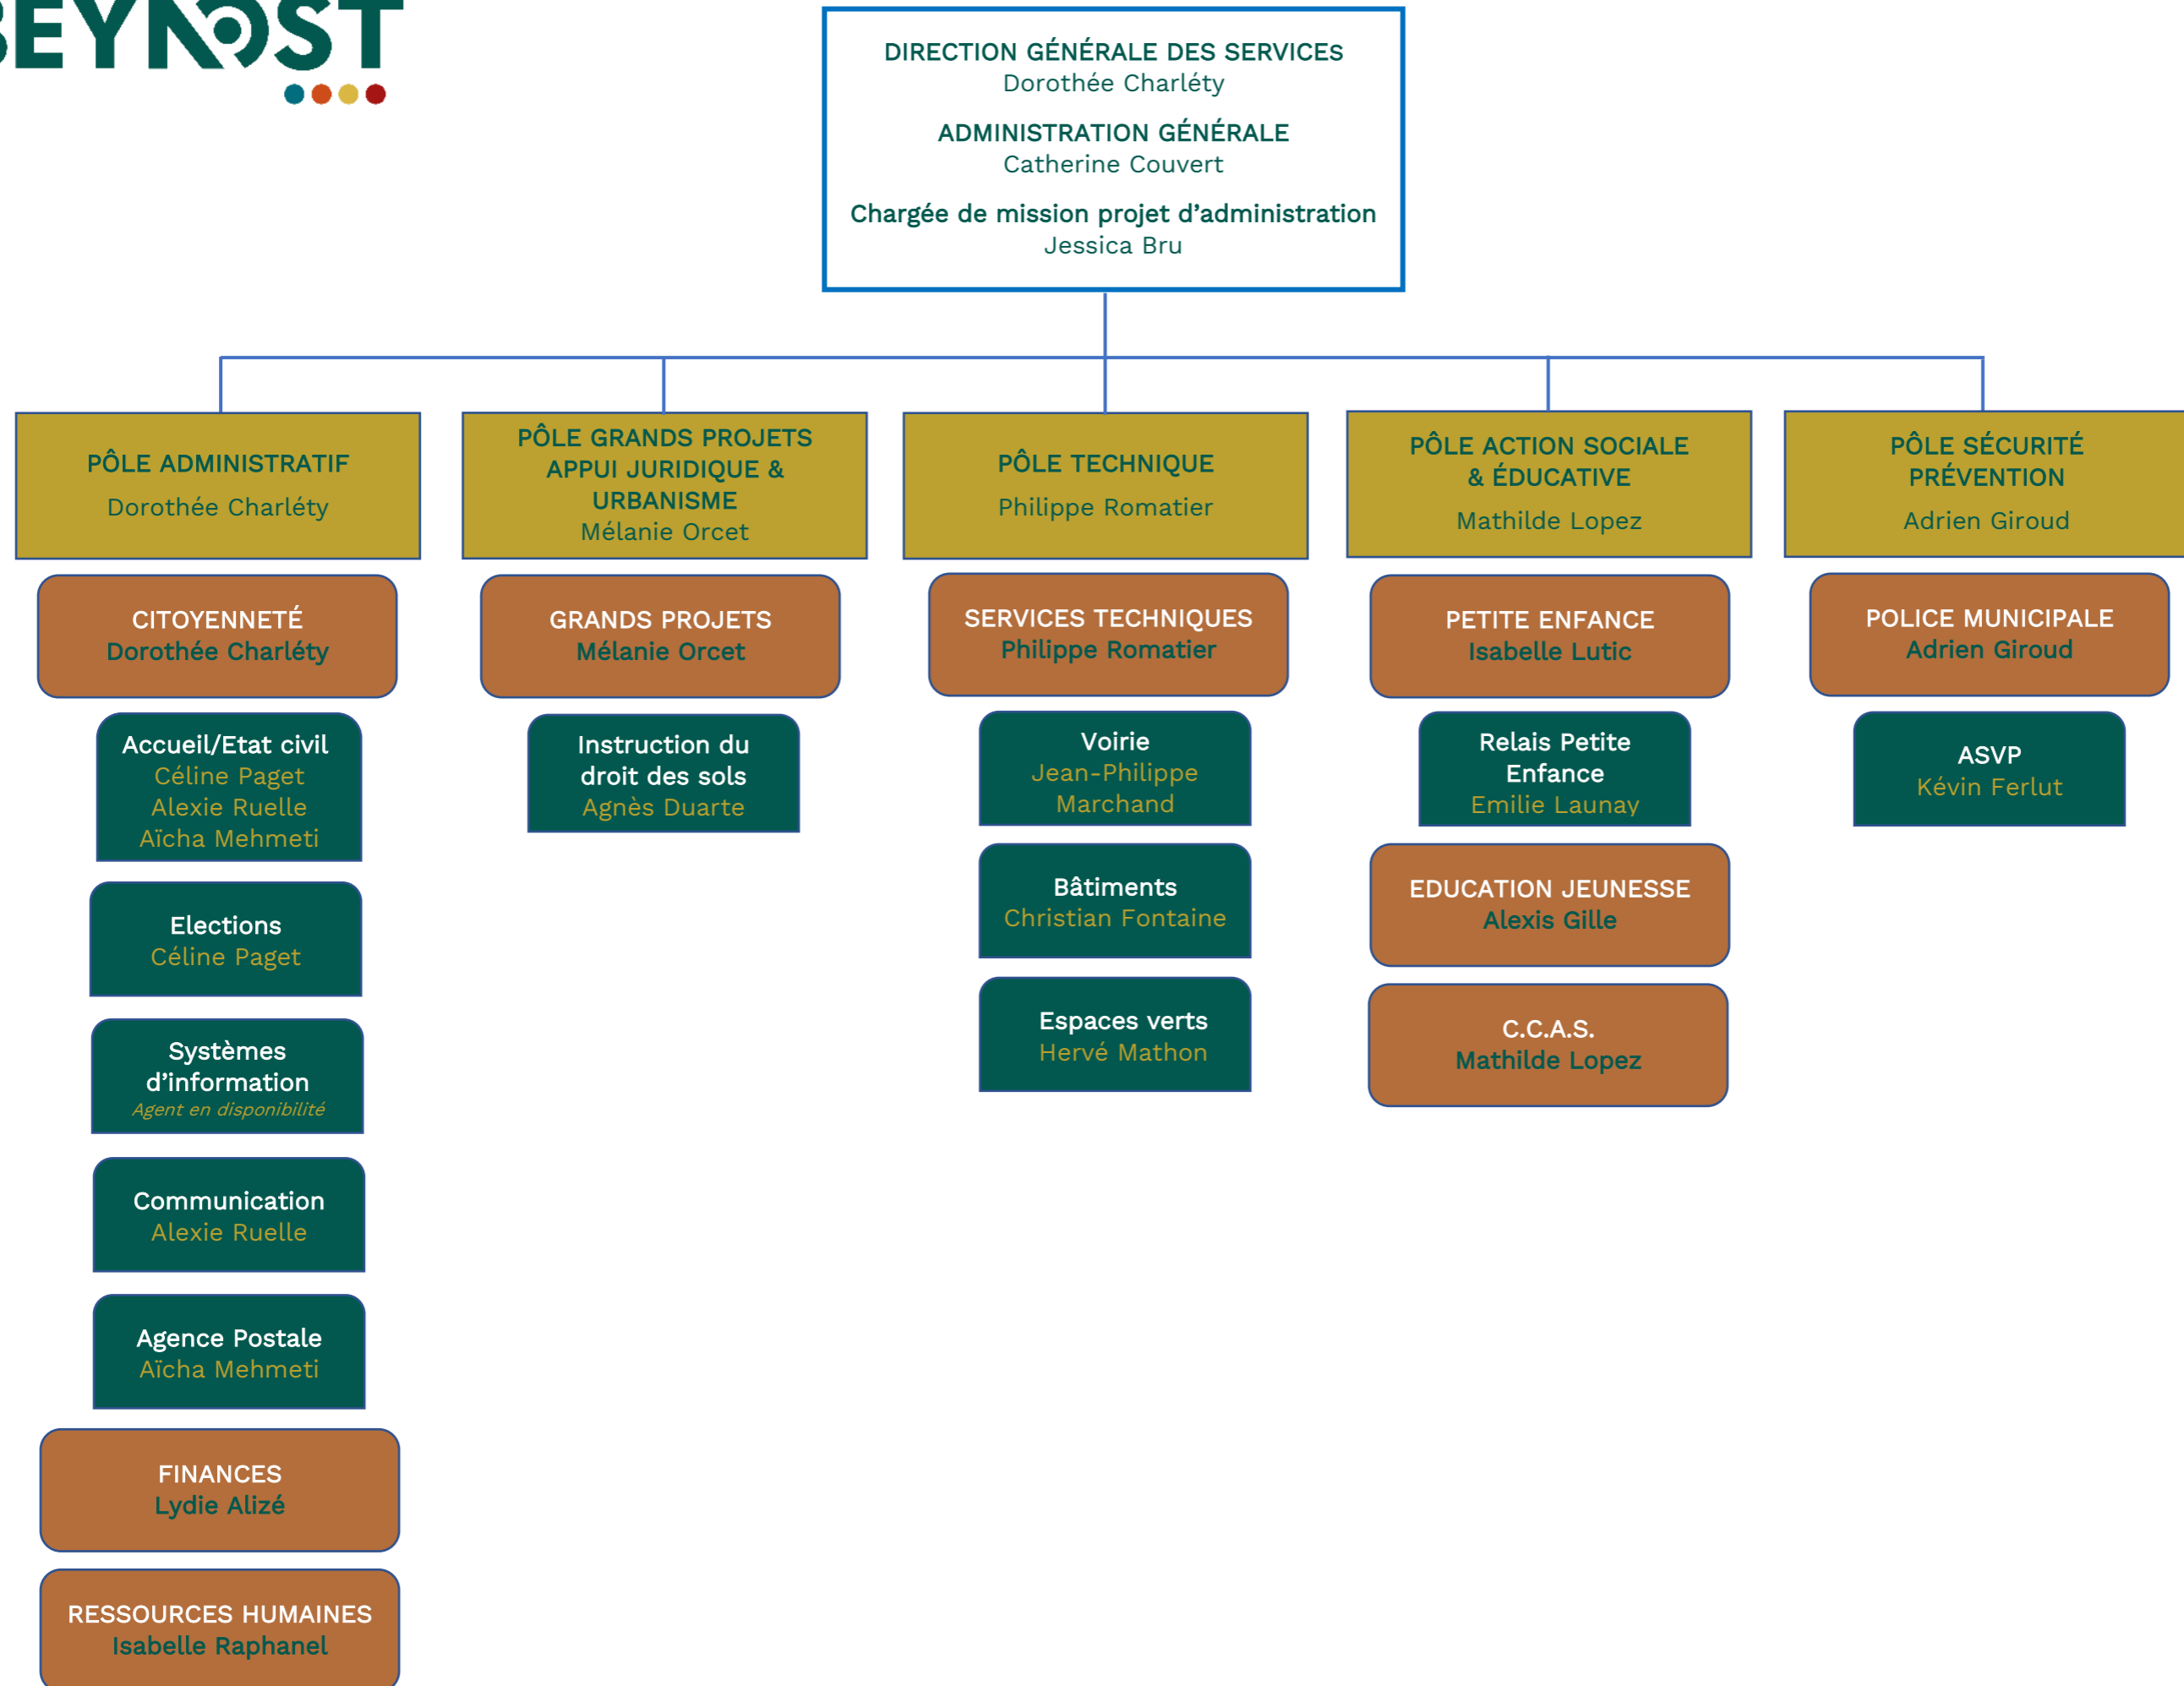 BEYNOST
DIRECTION GÉNÉRALE DES SERVICES
Dorothée Charléty
ADMINISTRATION GÉNÉRALE
Catherine Couvert
Chargée de mission projet d’administration
Jessica Bru
PÔLE ADMINISTRATIF
Dorothée Charléty
CITOYENNETÉ
Dorothée Charléty
Accueil/Etat civil
Céline Paget
Alexie Ruelle
Aïcha Mehmeti
Elections
Céline Paget
Systèmes
d’information
Agent en disponibilité
Communication
Alexie Ruelle
Agence Postale
Aïcha Mehmeti
FINANCES
Lydie Alizé
RESSOURCES HUMAINES
Isabelle Raphanel
PÔLE GRANDS PROJETS
APPUI JURIDIQUE &
URBANISME
Mélanie Orcet
GRANDS PROJETS
Mélanie Orcet
Instruction du
droit des sols
Agnès Duarte
PÔLE TECHNIQUE
Philippe Romatier
SERVICES TECHNIQUES
Philippe Romatier
Voirie
Jean-Philippe
Marchand
Bâtiments
Christian Fontaine
Espaces verts
Hervé Mathon
PÔLE ACTION SOCIALE
& ÉDUCATIVE
Mathilde Lopez
PETITE ENFANCE
Isabelle Lutic
Relais Petite
Enfance
Emilie Launay
EDUCATION JEUNESSE
Alexis Gille
C.C.A.S.
Mathilde Lopez
PÔLE SÉCURITÉ
PRÉVENTION
Adrien Giroud
POLICE MUNICIPALE
Adrien Giroud
ASVP
Kévin Ferlut